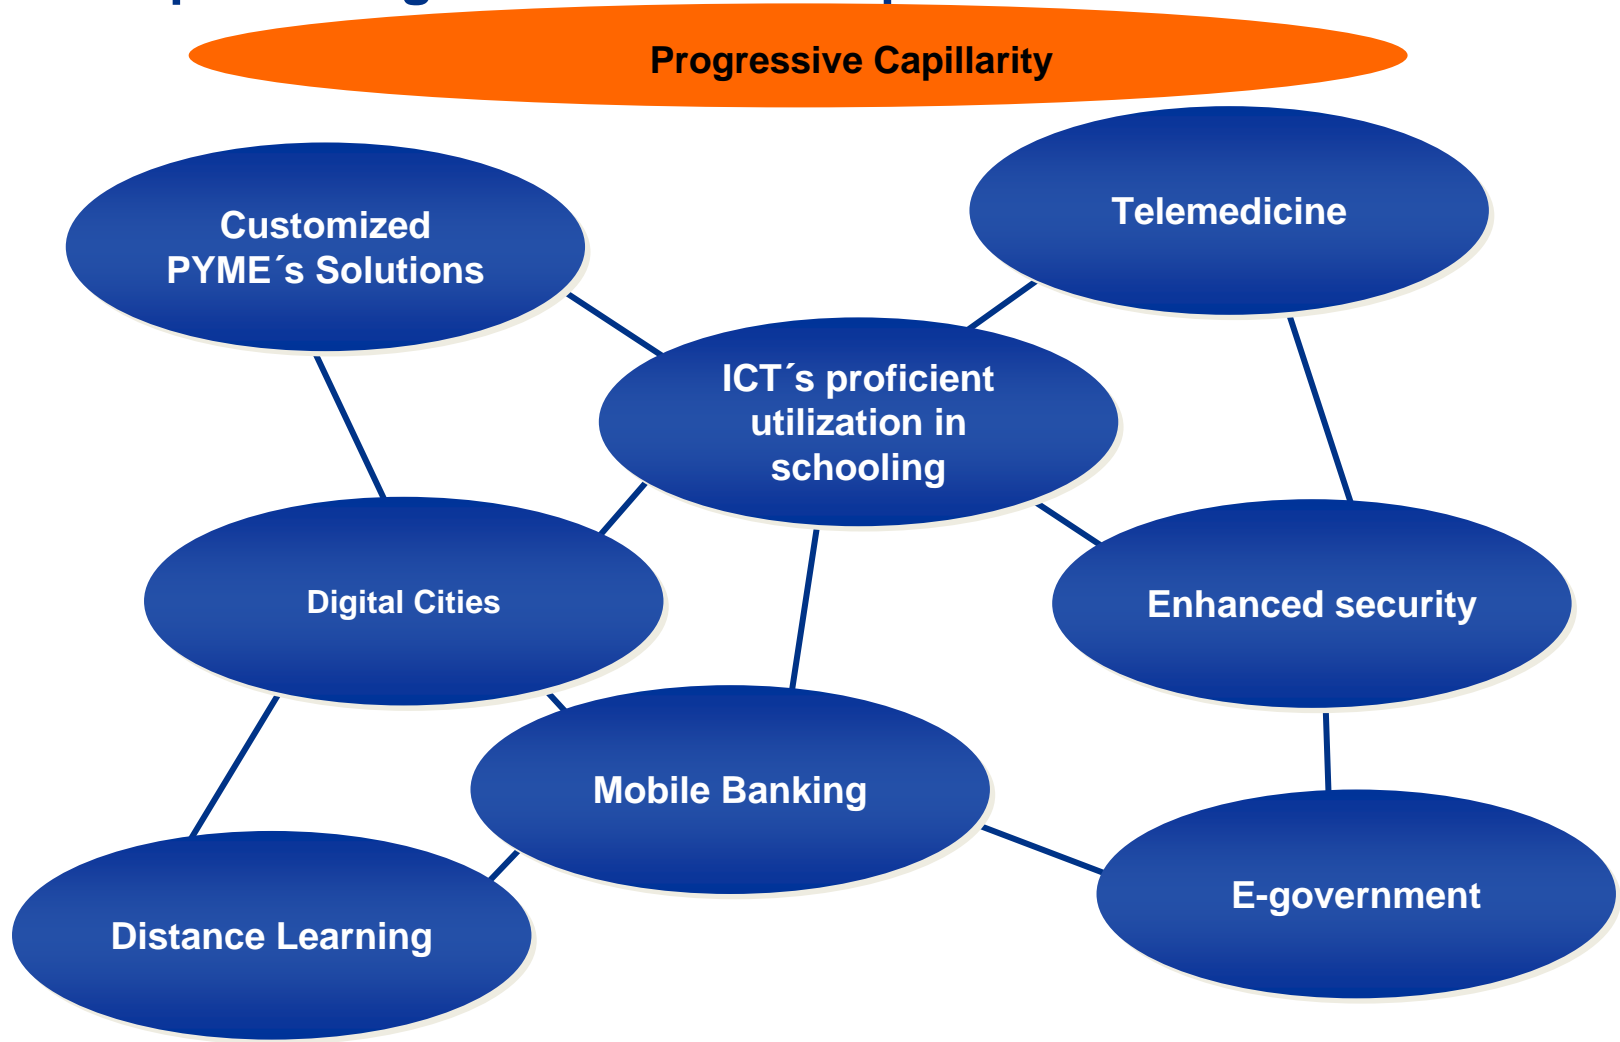 Progressive Capillarity
Telemedicine
Customized
PYME´s Solutions
ICT´s proficient
utilization in
schooling
Digital Cities
Enhanced security
Mobile Banking
E-government
Distance Learning